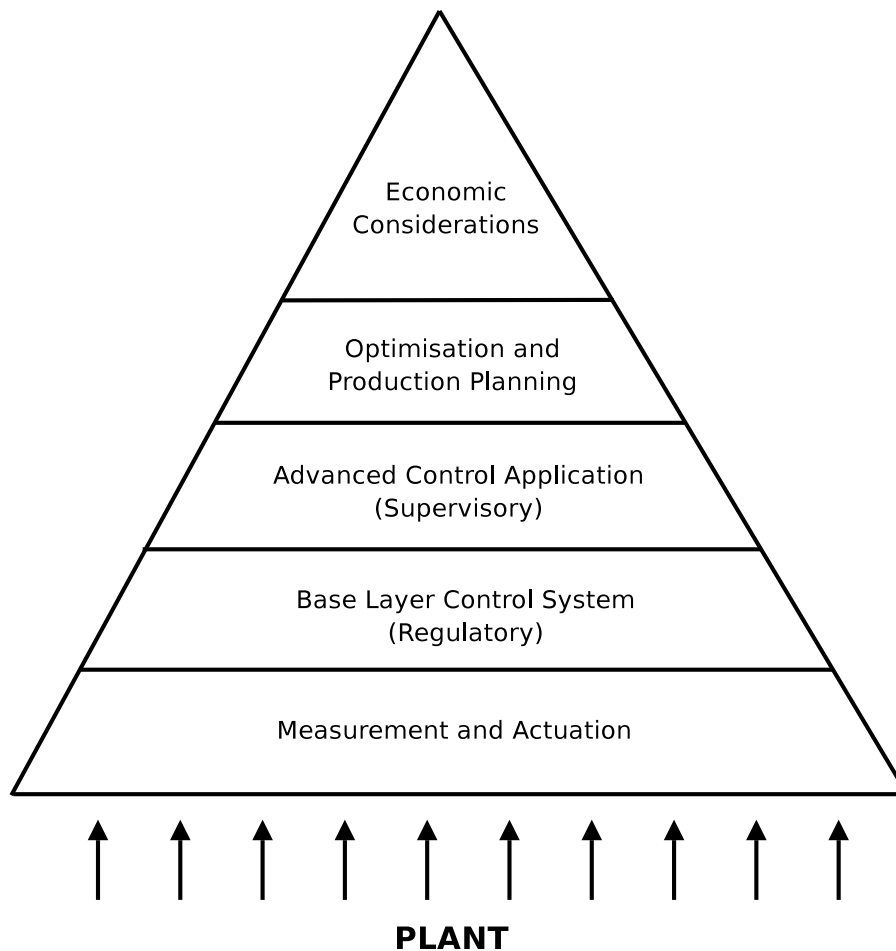 Economic
Considerations
Optimisation and
Production Planning
Advanced Control Application
(Supervisory)
Base Layer Control System
(Regulatory)
Measurement and Actuation
PLANT